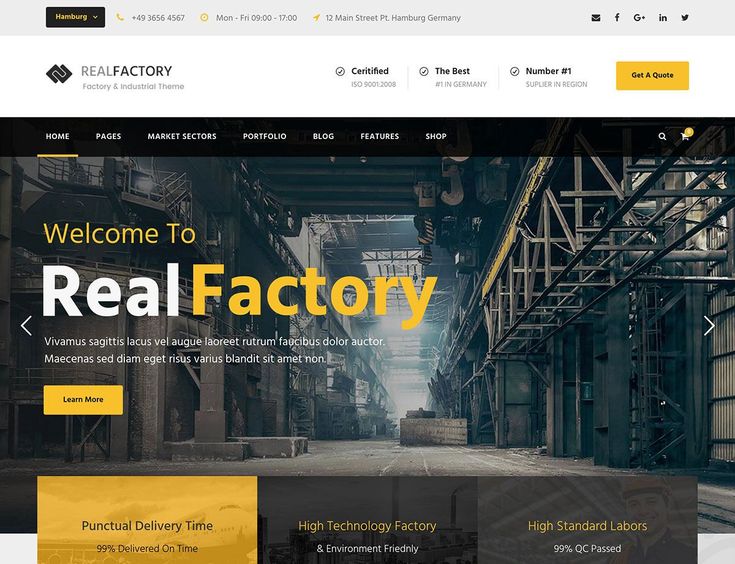 Hamburg
+49 3656 4567
Mon - Fri 09:00 - 17:00
12 Main Street Pt. Hamburg Germany
REALFACTORY
Factory & Industrial Theme
Ceritified
ISO 9001:2008
The Best
#1 IN GERMANY
Number #1
SUPLIER IN REGION
Get A Quote
HOME PAGES MARKET SECTORS PORTFOLIO BLOG FEATURES SHOP
0
Welcome To
RealFactory
Vivamus sagittis lacus vel augue laoreet rutrum faucibus dolor auctor.
Maecenas sed diam eget risus varius blandit sit amet non.
Learn More
Punctual Delivery Time
99% Delivered On Time
High Technology Factory
& Environment Friednly
High Standard Labors
99% QC Passed